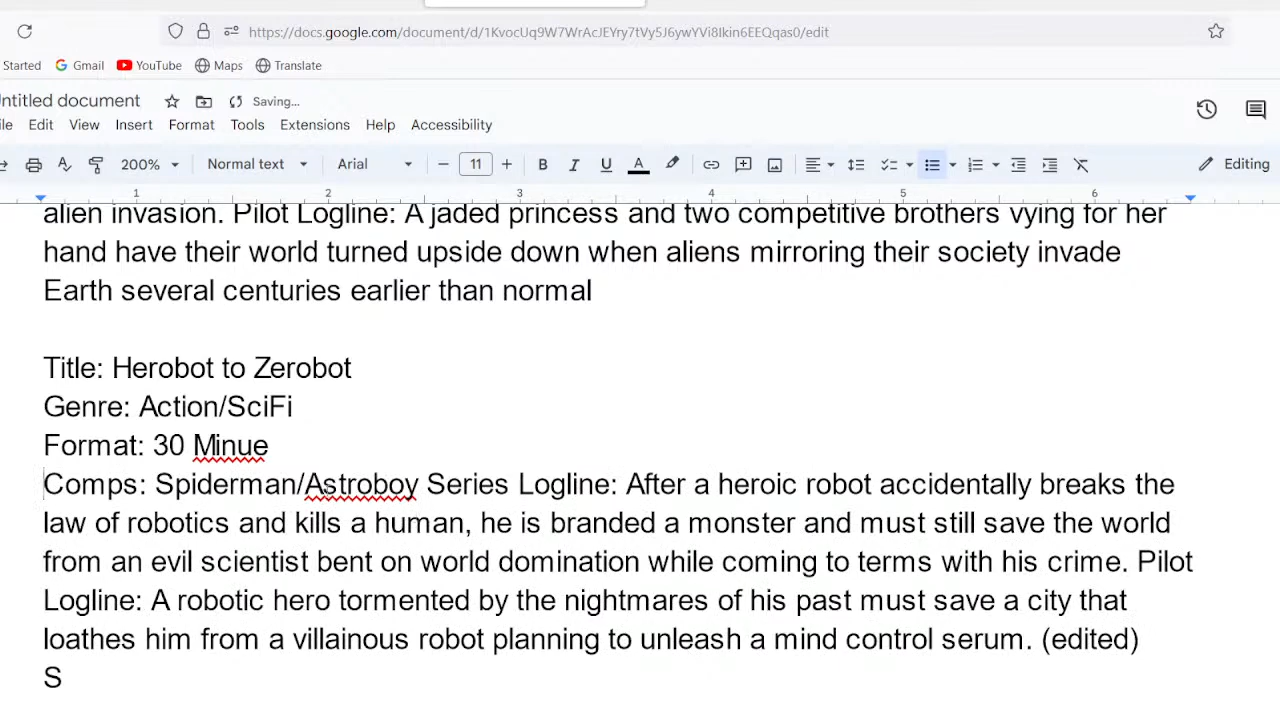 https://docs.google.com/document/d/1KvocUq9W7WrAcJEYry7tVy5J6ywYVi8Ikin6EEQqas0/edit
Started Gmail YouTube Maps Translate
ntitled document Saving...
ile Edit View Insert Format Tools Extensions Help Accessibility
200% Normal text Arial 11 Editing
1 2 3 4 5 6
alien invasion. Pilot Logline: A jaded princess and two competitive brothers vying for her
hand have their world turned upside down when aliens mirroring their society invade
Earth several centuries earlier than normal
Title: Herobot to Zerobot
Genre: Action/SciFi
Format: 30 Minue
Comps: Spiderman/Astroboy Series Logline: After a heroic robot accidentally breaks the
law of robotics and kills a human, he is branded a monster and must still save the world
from an evil scientist bent on world domination while coming to terms with his crime. Pilot
Logline: A robotic hero tormented by the nightmares of his past must save a city that
loathes him from a villainous robot planning to unleash a mind control serum. (edited)
S